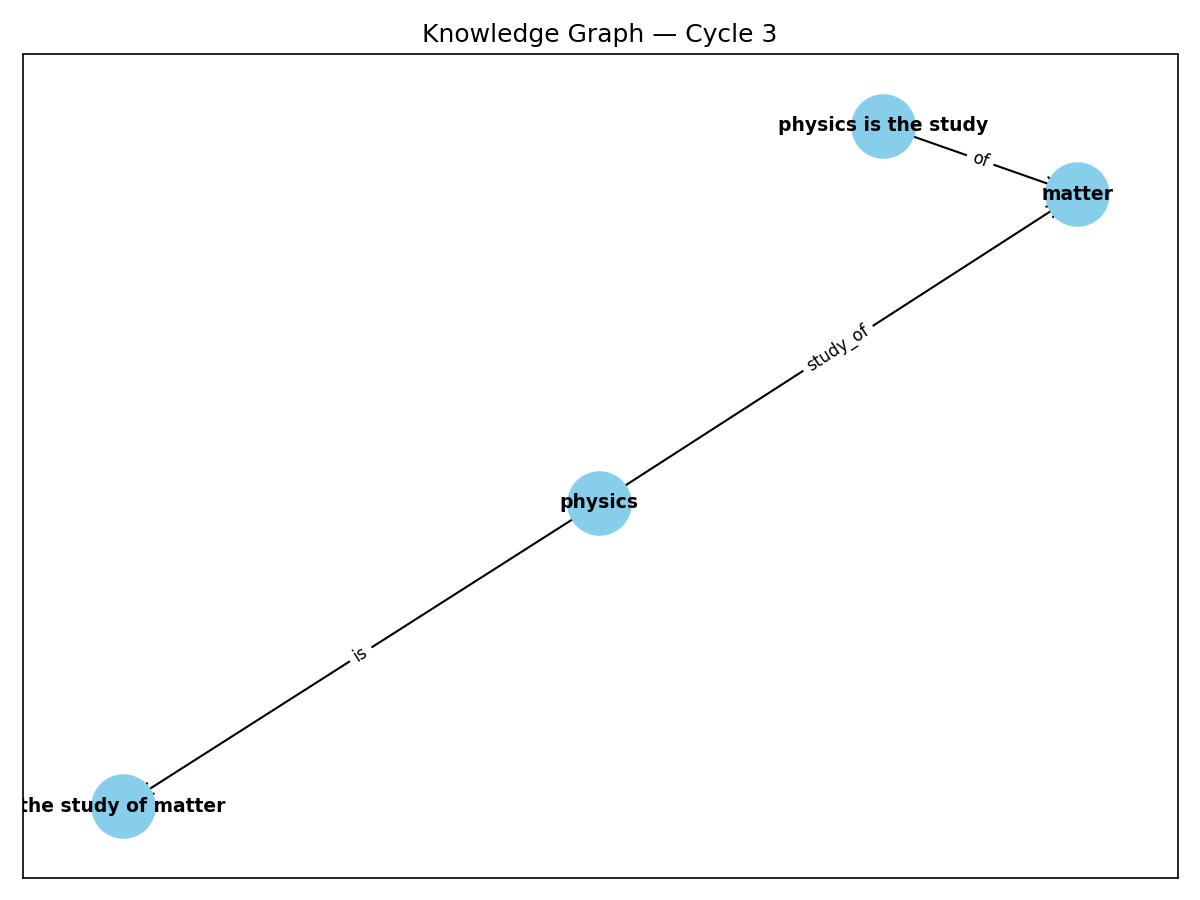 Knowledge Graph — Cycle 3
physics is the study
of
matter
study_of
physics
is
the study of matter